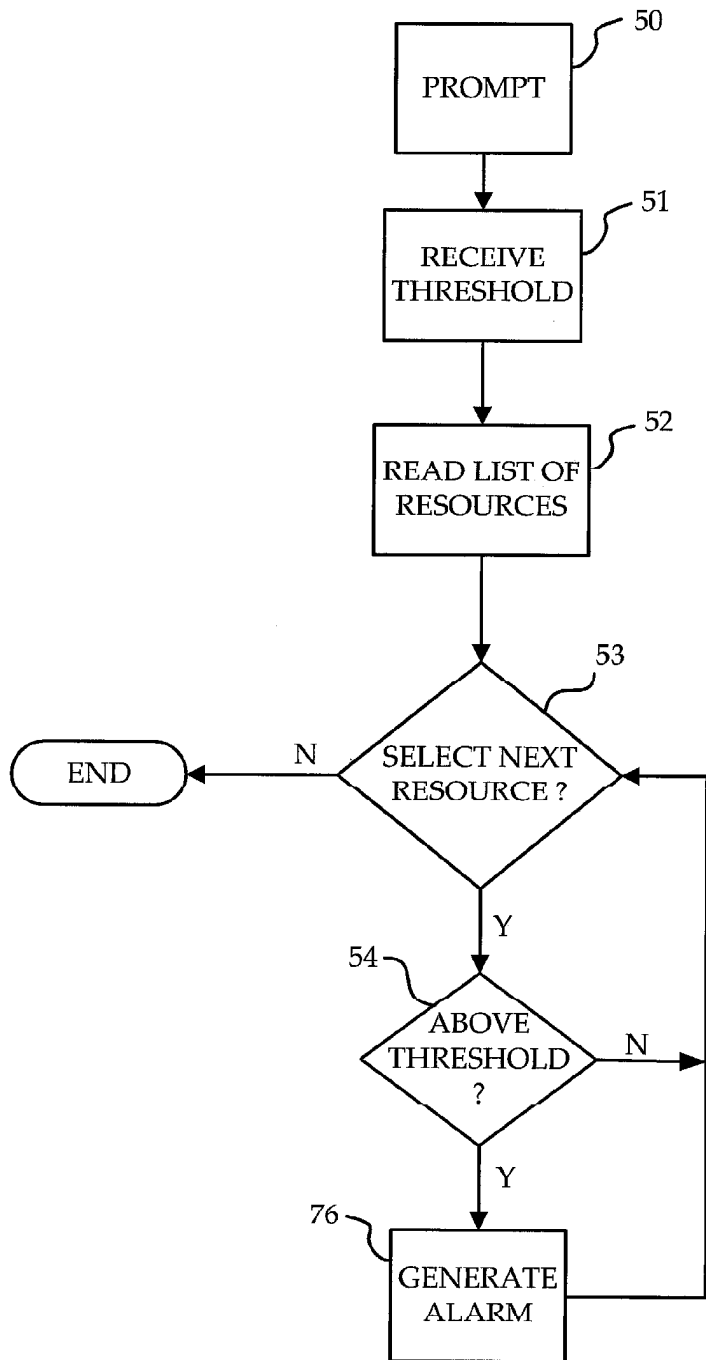 50
PROMPT
51
RECEIVE
THRESHOLD
52
READ LIST OF
RESOURCES
53
SELECT NEXT
RESOURCE ?
N
END
Y
54
ABOVE
THRESHOLD
?
N
Y
76
GENERATE
ALARM